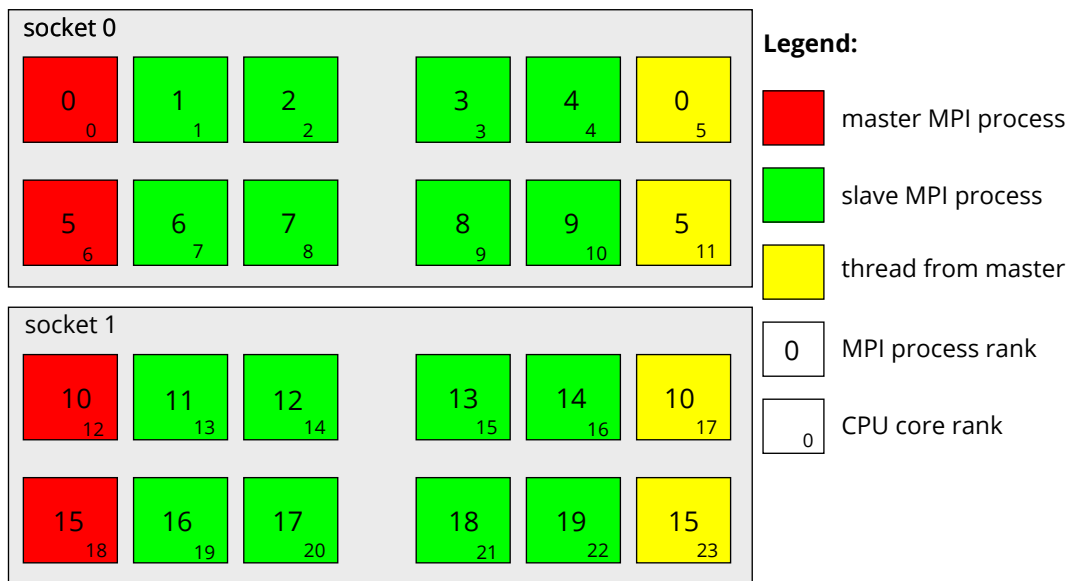 socket 0
0 1 2 3 4 0
0 1 2 3 4 5
5 6 7 8 9 5
6 7 8 9 10 11
socket 1
10 11 12 13 14 10
12 13 14 15 16 17
15 16 17 18 19 15
18 19 20 21 22 23
Legend:
master MPI process
slave MPI process
thread from master
0 MPI process rank
0 CPU core rank